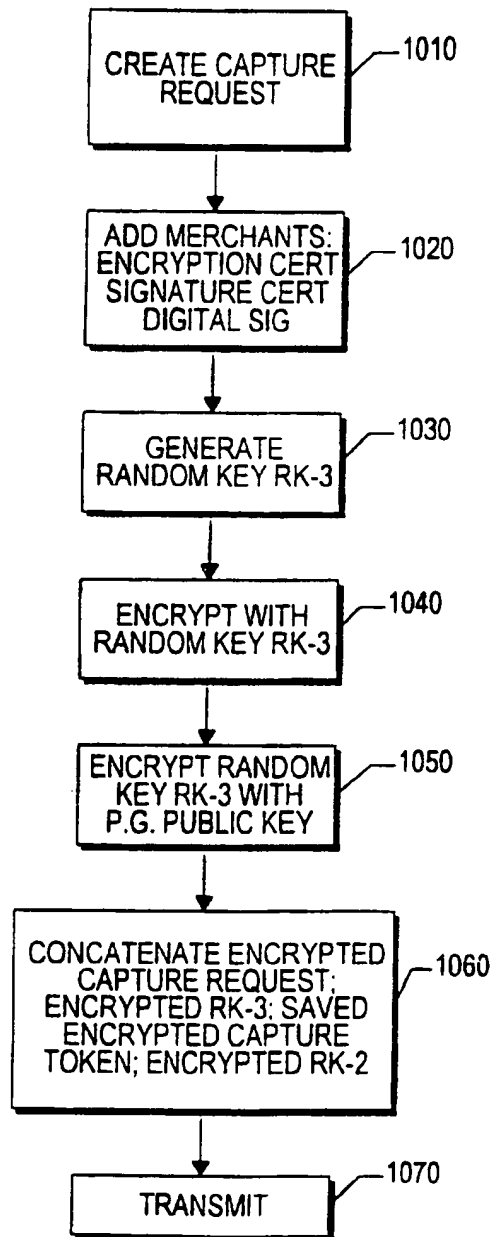 CREATE CAPTURE
REQUEST
1010
ADD MERCHANTS:
ENCRYPTION CERT
SIGNATURE CERT
DIGITAL SIG
1020
GENERATE
RANDOM KEY RK-3
1030
ENCRYPT WITH
RANDOM KEY RK-3
1040
ENCRYPT RANDOM
KEY RK-3 WITH
P.G. PUBLIC KEY
1050
CONCATENATE ENCRYPTED
CAPTURE REQUEST;
ENCRYPTED RK-3; SAVED
ENCRYPTED CAPTURE
TOKEN; ENCRYPTED RK-2
1060
TRANSMIT
1070